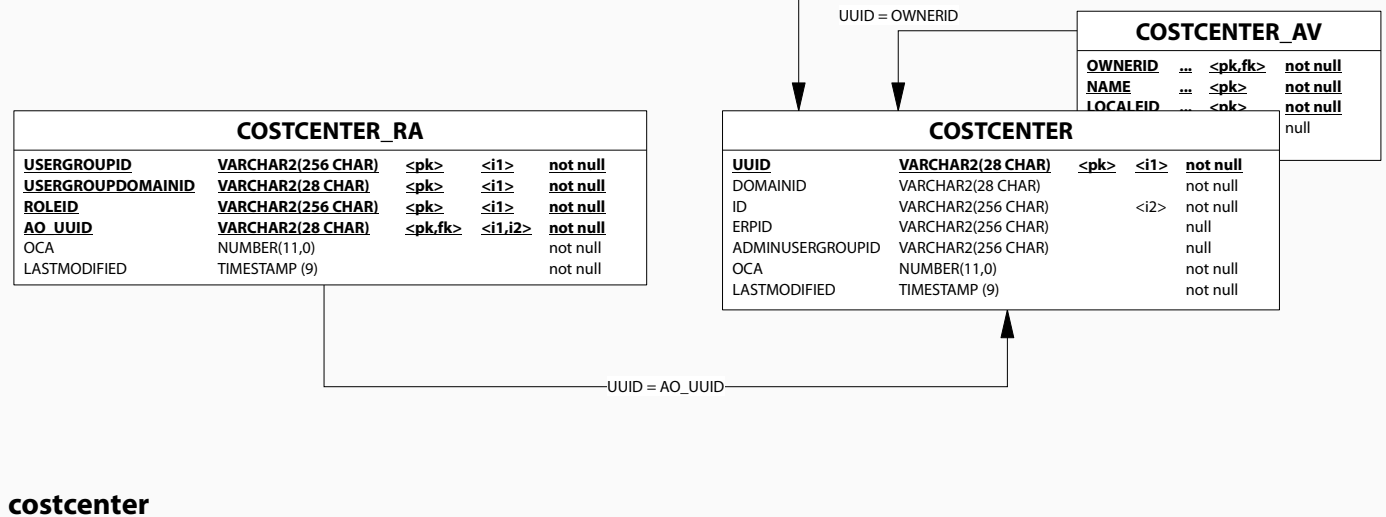 UUID = OWNERID
COSTCENTER_AV
OWNERID ... <pk,fk> not null
NAME ... <pk> not null
LOCALEID ... <pk> not null
null
COSTCENTER_RA
USERGROUPID VARCHAR2(256 CHAR) <pk> <i1> not null
USERGROUPDOMAINID VARCHAR2(28 CHAR) <pk> <i1> not null
ROLEID VARCHAR2(256 CHAR) <pk> <i1> not null
AO_UUID VARCHAR2(28 CHAR) <pk,fk> <i1,i2> not null
OCA NUMBER(11,0) not null
LASTMODIFIED TIMESTAMP (9) not null
COSTCENTER
UUID VARCHAR2(28 CHAR) <pk> <i1> not null
DOMAINID VARCHAR2(28 CHAR) not null
ID VARCHAR2(256 CHAR) <i2> not null
ERPID VARCHAR2(256 CHAR) null
ADMINUSERGROUPID VARCHAR2(256 CHAR) null
OCA NUMBER(11,0) not null
LASTMODIFIED TIMESTAMP (9) not null
UUID = AO_UUID
costcenter